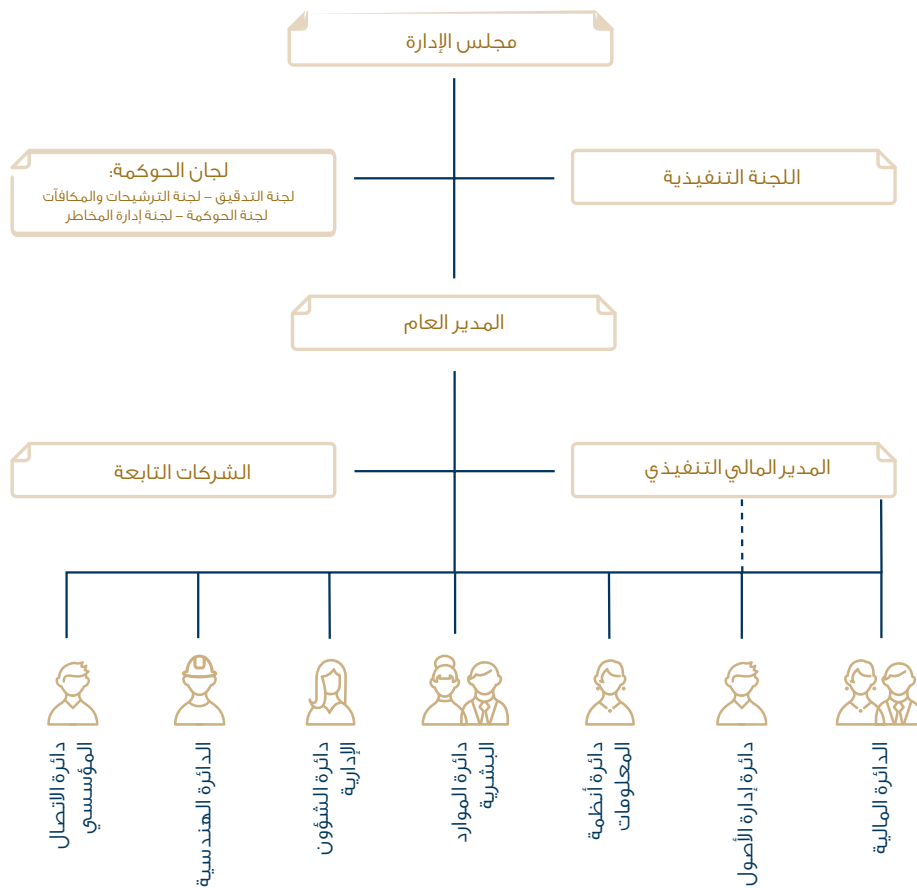 مجلس الإدارة
اللجنة التنفيذية
لجان الحوكمة:
لجنة التدقيق – لجنة الترشيحات والمكافآت
لجنة الحوكمة – لجنة إدارة المخاطر
المدير العام
المدير المالي التنفيذي
الشركات التابعة
الدائرة المالية
دائرة إدارة الأصول
دائرة أنظمة
المعلومات
دائرة الموارد
البشرية
دائرة الشؤون
الإدارية
الدائرة الهندسية
دائرة الاتصال
المؤسسي